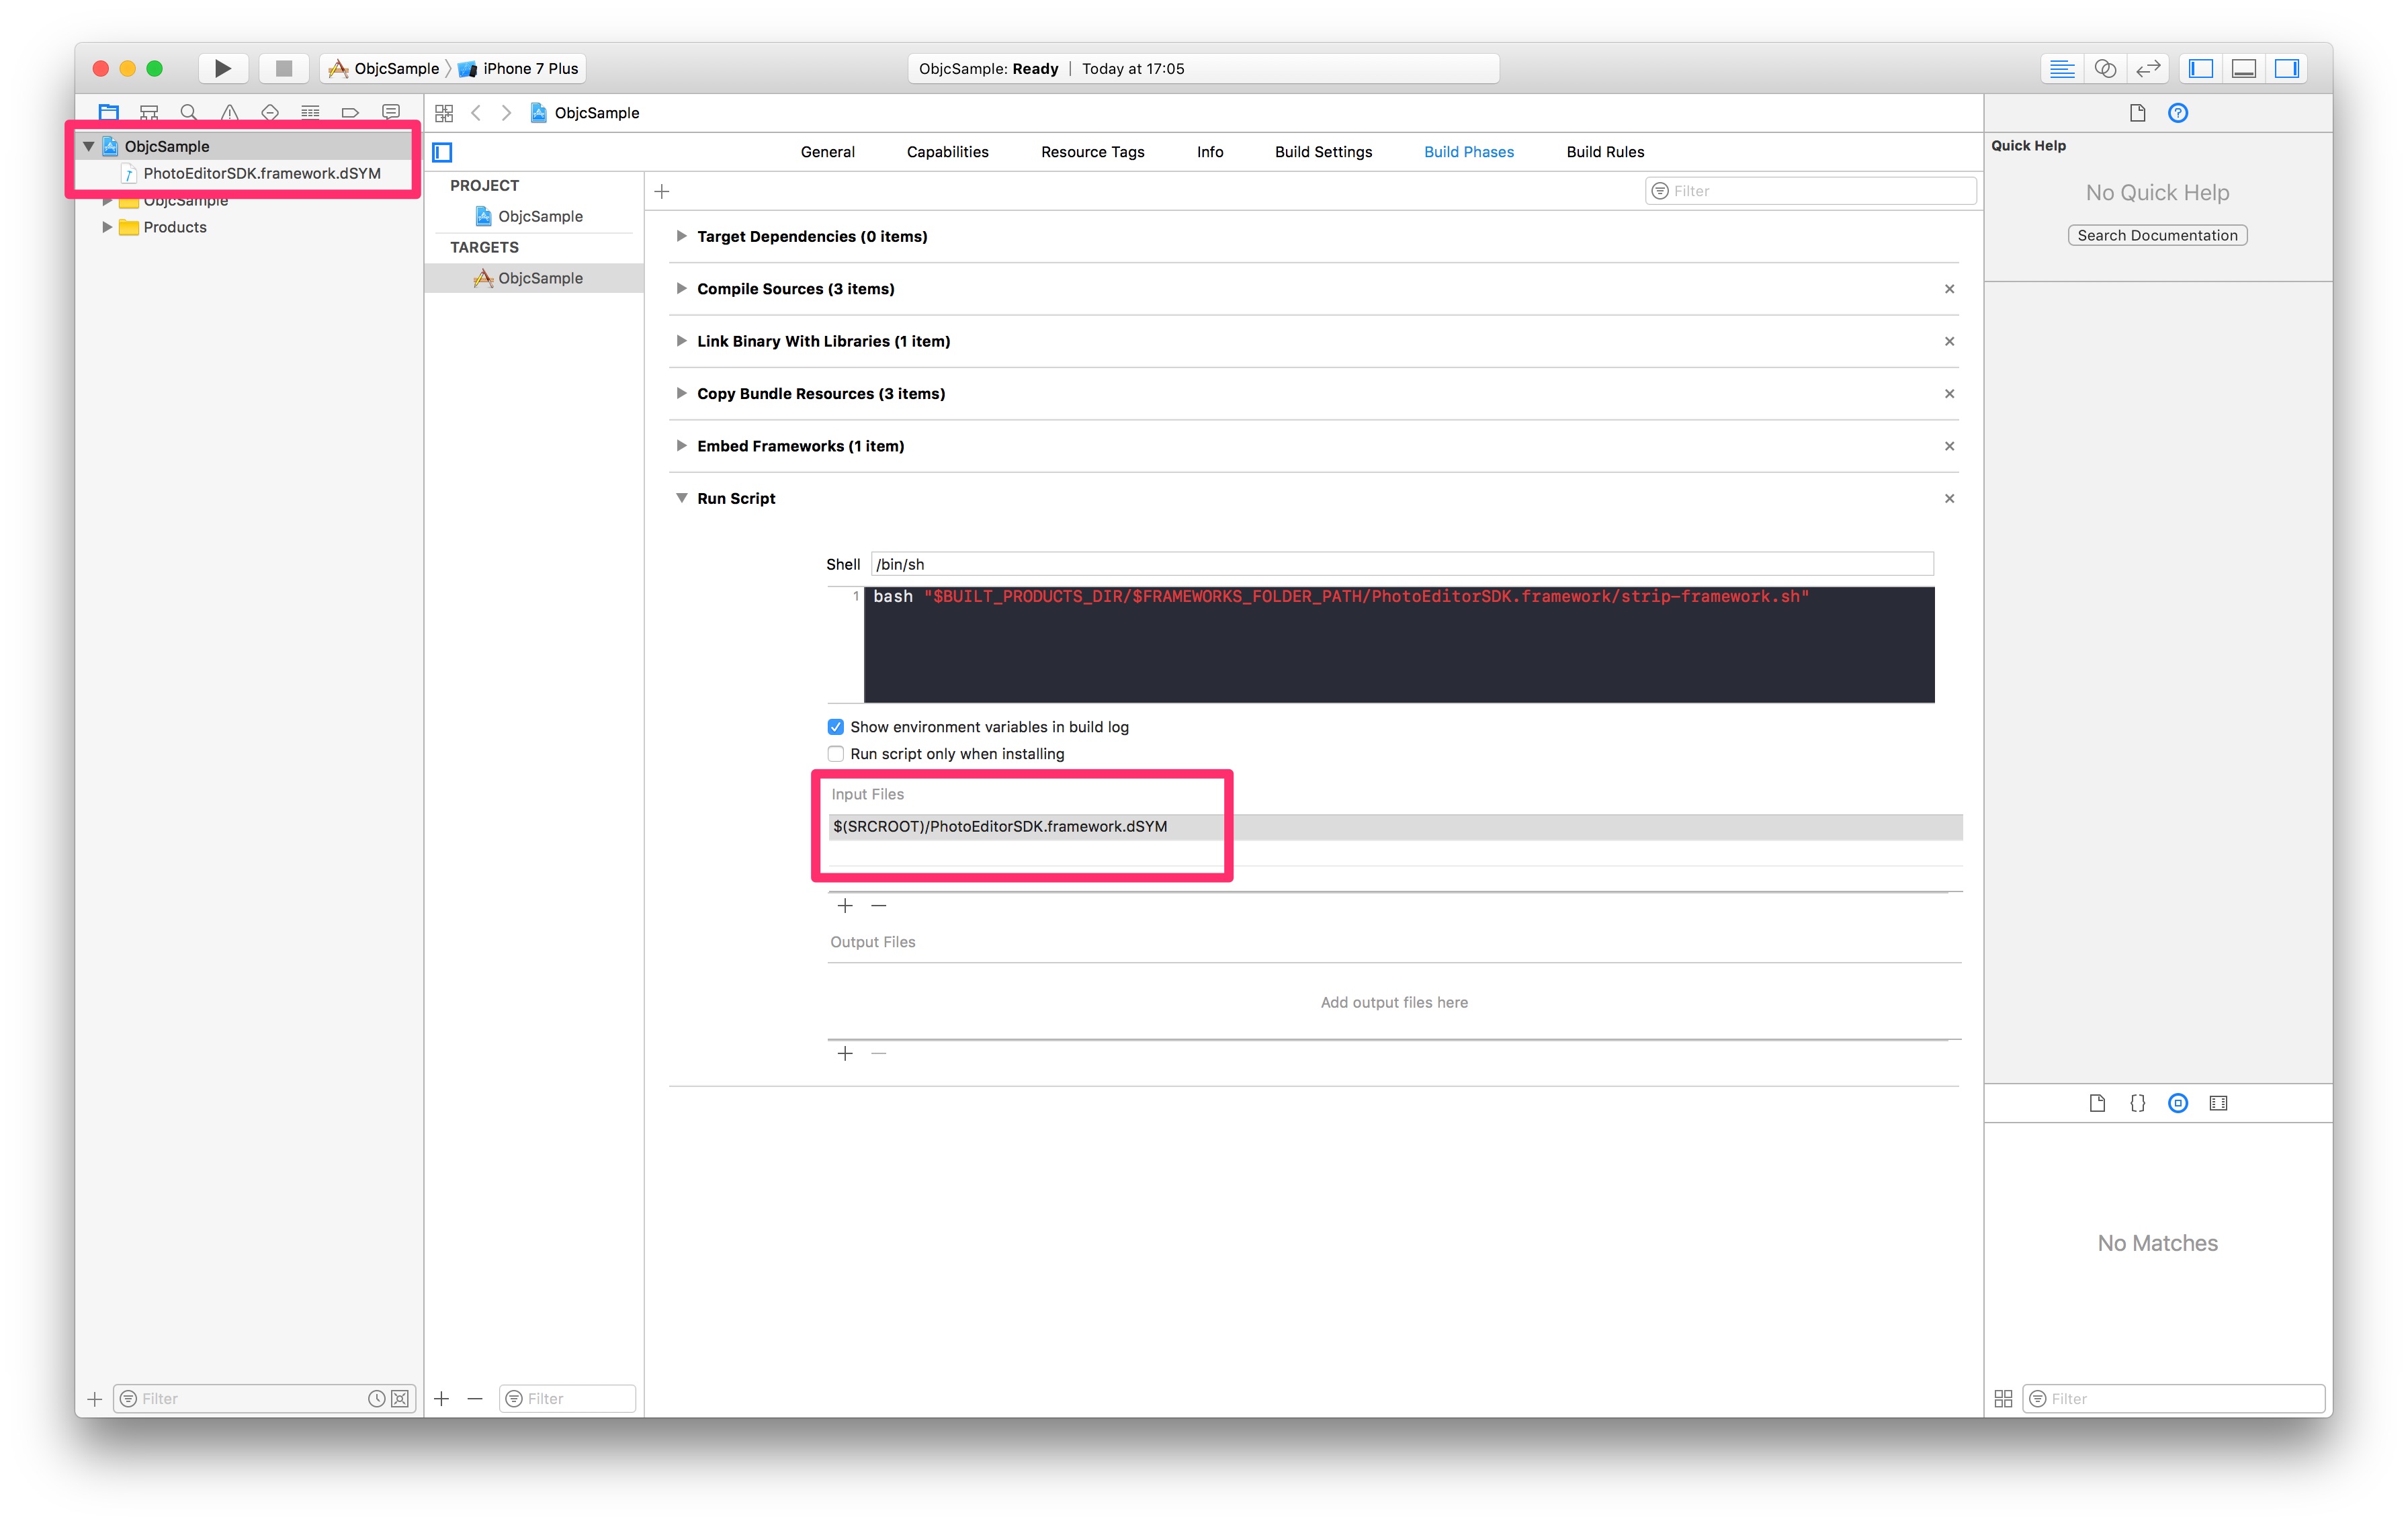 ObjcSample iPhone 7 Plus
ObjcSample: Ready | Today at 17:05
ObjcSample
PhotoEditorSDK.framework.dSYM
ObjcSample
Products
ObjcSample
General Capabilities Resource Tags Info Build Settings Build Phases Build Rules
PROJECT
ObjcSample
TARGETS
ObjcSample
Filter
Target Dependencies (0 items)
Compile Sources (3 items)
Link Binary With Libraries (1 item)
Copy Bundle Resources (3 items)
Embed Frameworks (1 item)
Run Script
Shell /bin/sh
1 bash "$BUILT_PRODUCTS_DIR/$FRAMEWORKS_FOLDER_PATH/PhotoEditorSDK.framework/strip-framework.sh"
Show environment variables in build log
Run script only when installing
Input Files
$(SRCROOT)/PhotoEditorSDK.framework.dSYM
Output Files
Add output files here
Quick Help
No Quick Help
Search Documentation
No Matches
Filter
Filter
Filter